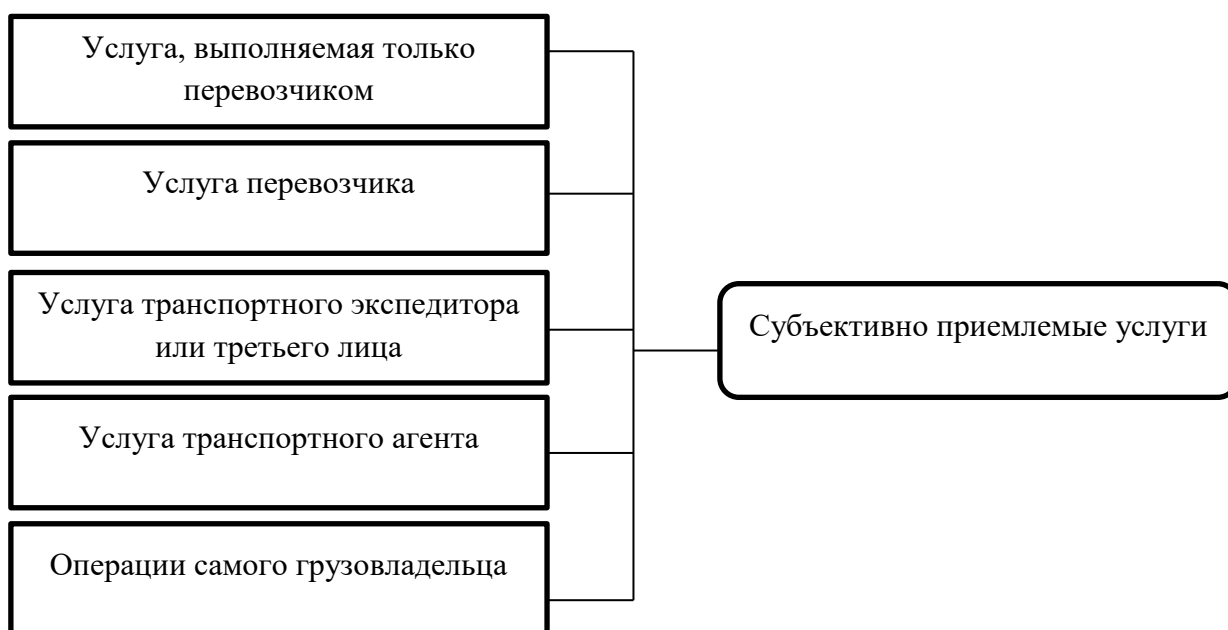 Услуга, выполняемая только
перевозчиком
Услуга перевозчика
Услуга транспортного экспедитора
или третьего лица
Субъективно приемлемые услуги
Услуга транспортного агента
Операции самого грузовладельца